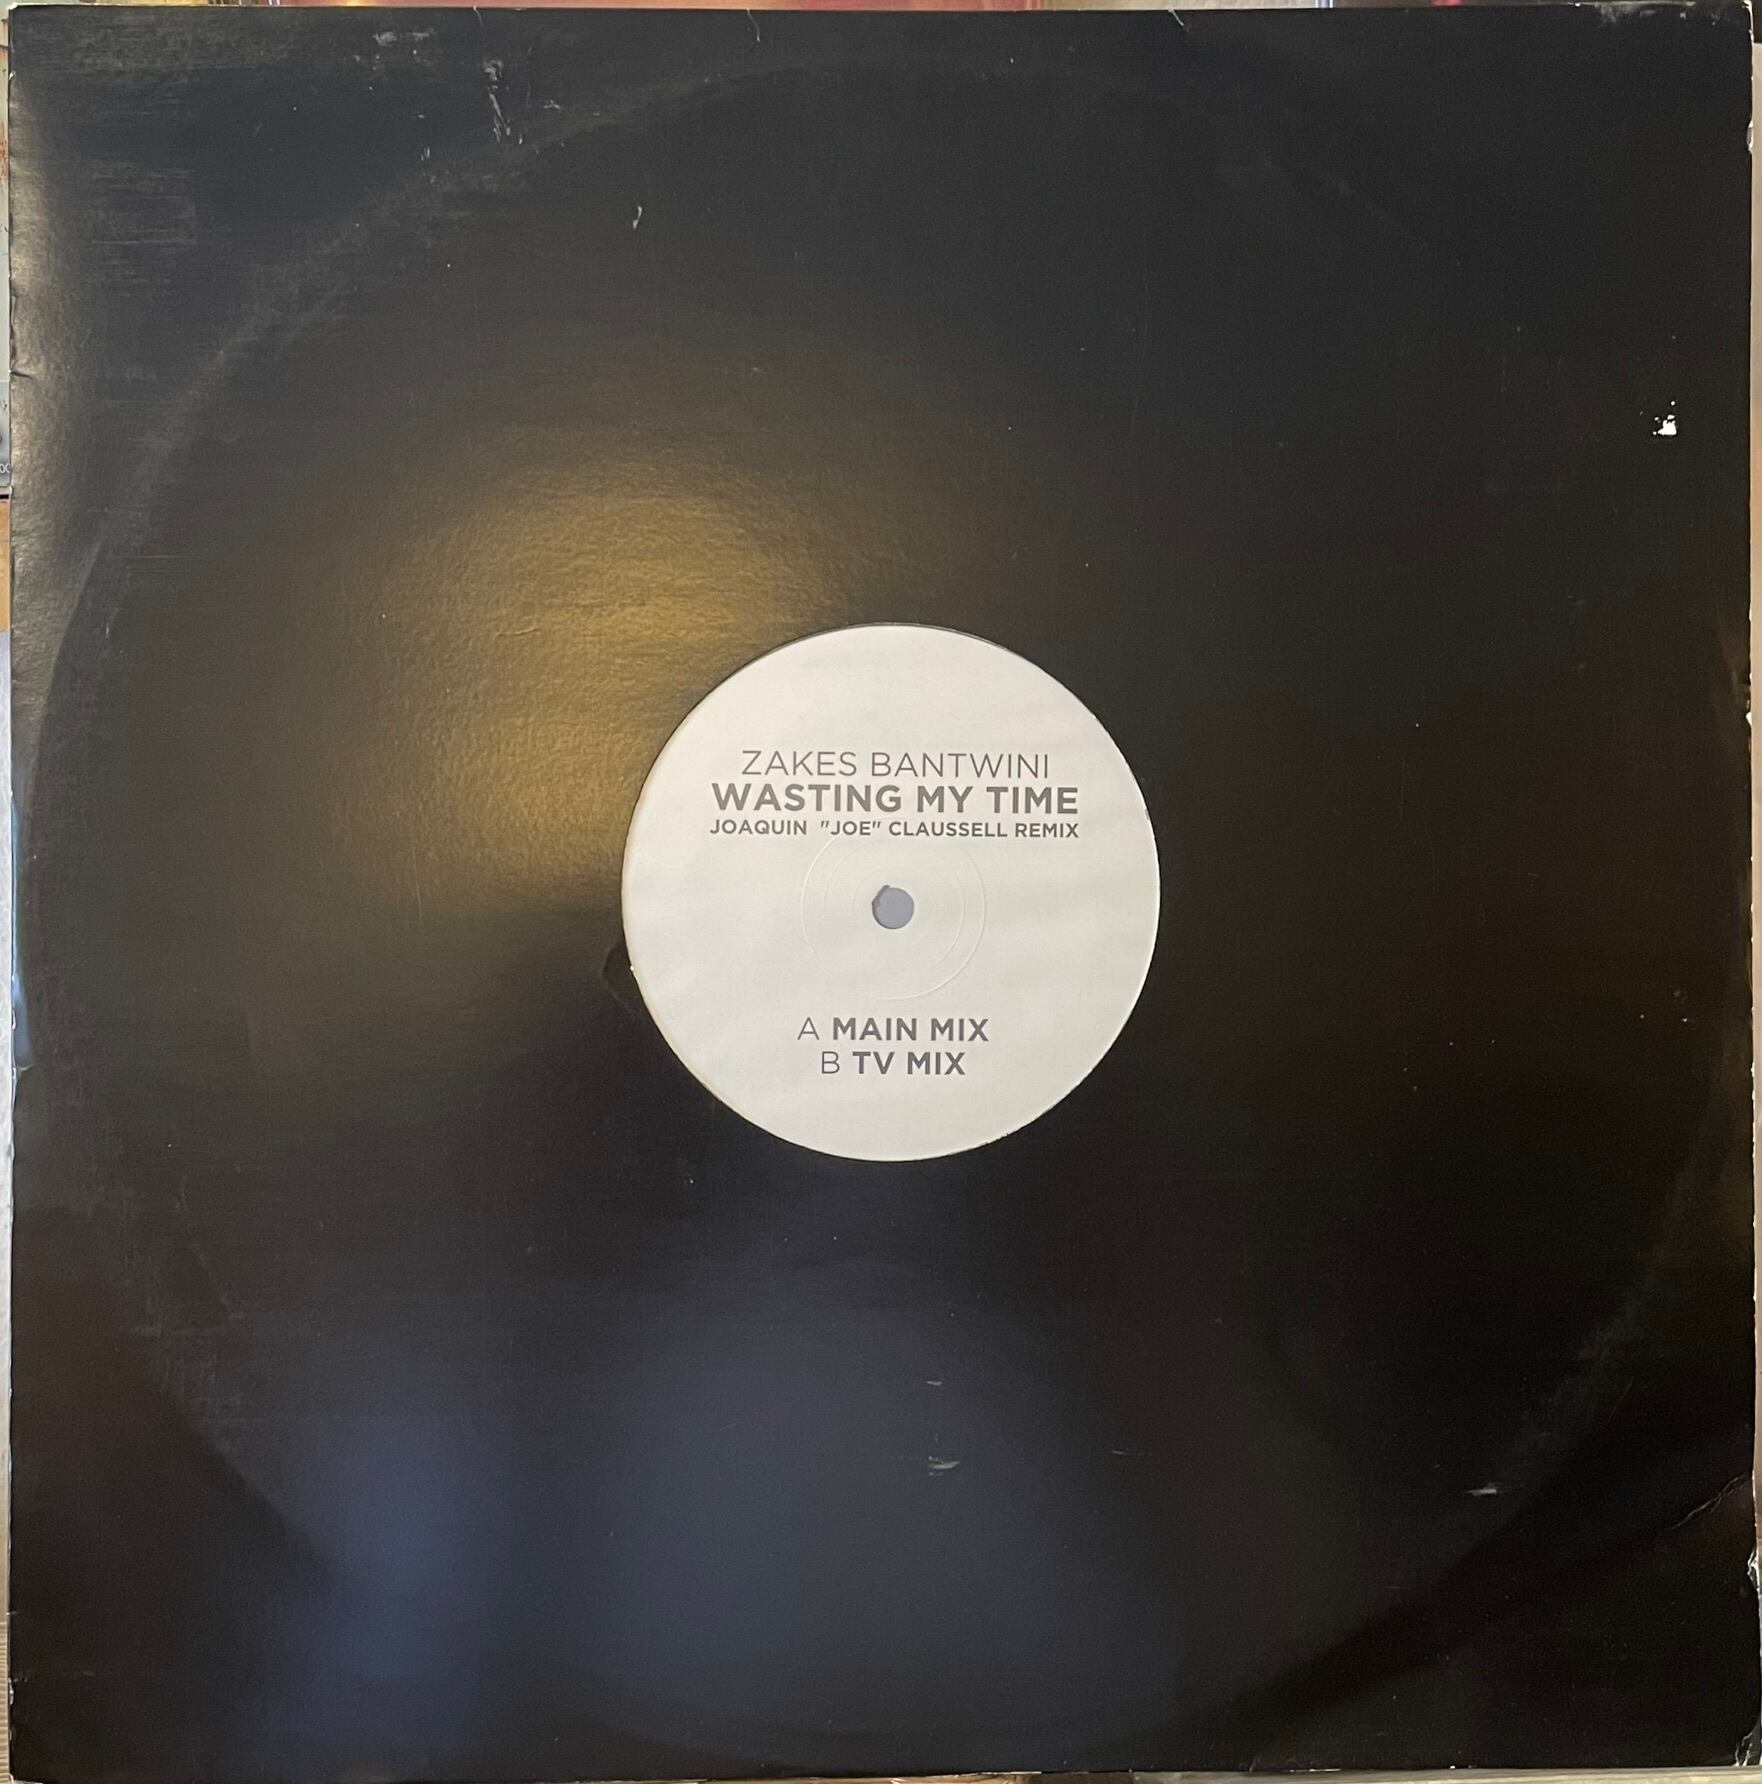 ZAKES BANTWINI
WASTING MY TIME
JOAQUIN "JOE" CLAUSSELL REMIX
A MAIN MIX
B TV MIX